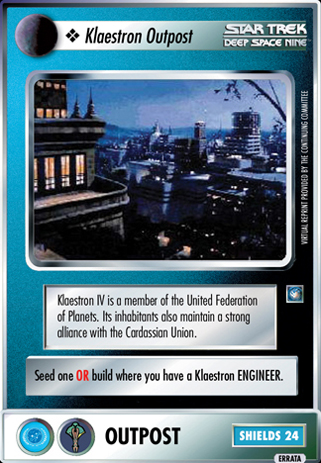 ❖ Klaestron Outpost
STAR TREK
DEEP SPACE NINE
VIRTUAL REPRINT PROVIDED BY THE CONTINUING COMMITTEE
Klaestron IV is a member of the United Federation
of Planets. Its inhabitants also maintain a strong
alliance with the Cardassian Union.
Seed one OR build where you have a Klaestron ENGINEER.
OUTPOST
SHIELDS 24
ERRATA